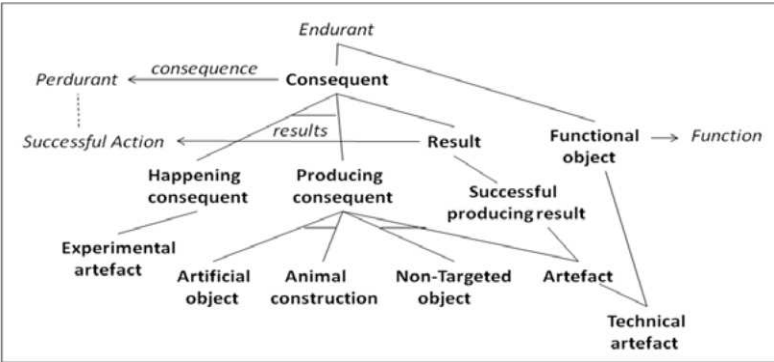 Endurant
consequence
Perdurant
Consequent
Successful Action
results
Result
Functional
object
Function
Happening
consequent
Producing
consequent
Successful
producing result
Experimental
artefact
Artificial
object
Animal
construction
Non-Targeted
object
Artefact
Technical
artefact